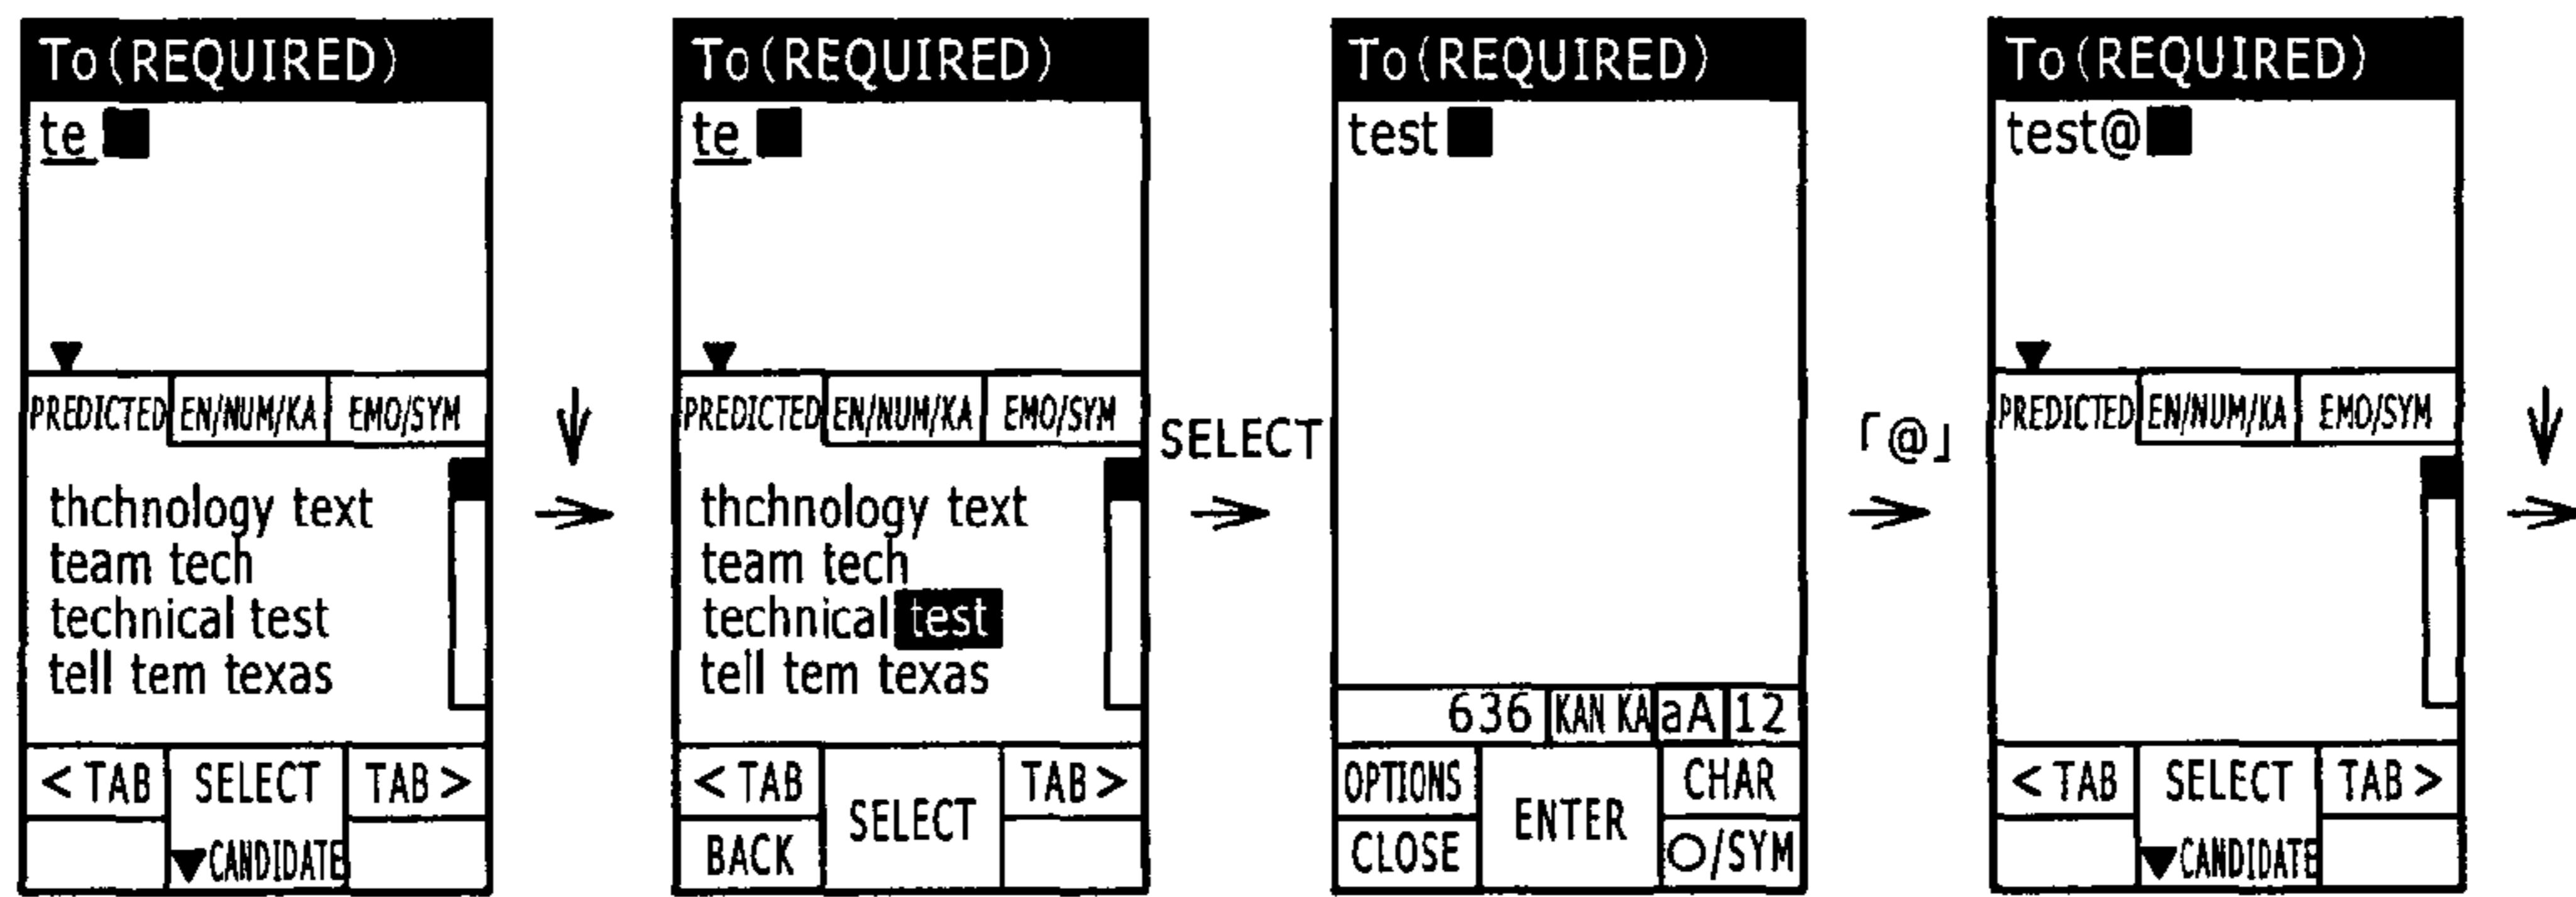 To(REQUIRED)
te
PREDICTED EN/NUM/KA EMO/SYM
thchnology text
team tech
technical test
tell tem texas
<TAB SELECT TAB>
▼CANDIDATE
↓
→
To(REQUIRED)
te
PREDICTED EN/NUM/KA EMO/SYM
thchnology text
team tech
technical test
tell tem texas
<TAB SELECT TAB>
BACK
SELECT
→
To(REQUIRED)
test
636 KAN KA aA 12
OPTIONS ENTER CHAR
CLOSE ○/SYM
「@」
→
To(REQUIRED)
test@
PREDICTED EN/NUM/KA EMO/SYM
<TAB SELECT TAB>
▼CANDIDATE
↓
→